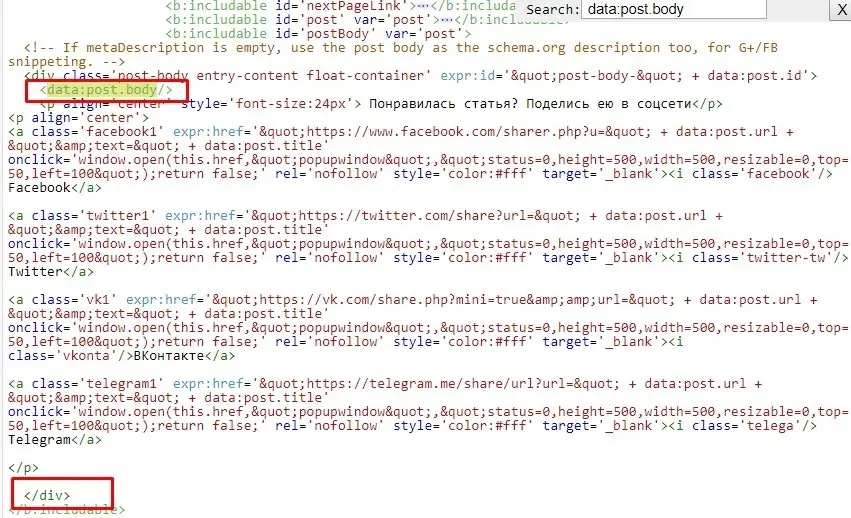 Search: data:post.body X
<b:includable id='nextPageLink'>⋯</b:includable>
<b:includable id='post' var='post'>⋯</b:includable>
<b:includable id='postBody' var='post'>
<!-- If metaDescription is empty, use the post body as the schema.org description too, for G+/FB
snippeting. -->
<div class='post-body entry-content float-container' expr:id='&quot;post-body-&quot; + data:post.id'>
<data:post.body/>
<p align='center' style='font-size:24px'> Понравилась статья? Поделись ею в соцсети</p>
<p align='center'>
<a class='facebook1' expr:href='&quot;https://www.facebook.com/sharer.php?u=&quot; + data:post.url +
&quot;&amp;text=&quot; + data:post.title'
onclick='window.open(this.href,&quot;popupwindow&quot;,&quot;status=0,height=500,width=500,resizable=0,top=
50,left=100&quot;);return false;' rel='nofollow' style='color:#fff' target='_blank'><i class='facebook'/>
Facebook</a>
<a class='twitter1' expr:href='&quot;https://twitter.com/share?url=&quot; + data:post.url +
&quot;&amp;text=&quot; + data:post.title'
onclick='window.open(this.href,&quot;popupwindow&quot;,&quot;status=0,height=500,width=500,resizable=0,top=
50,left=100&quot;);return false;' rel='nofollow' style='color:#fff' target='_blank'><i class='twitter-tw'/>
Twitter</a>
<a class='vk1' expr:href='&quot;https://vk.com/share.php?mini=true&amp;amp;url=&quot; + data:post.url +
&quot;&amp;text=&quot; + data:post.title'
onclick='window.open(this.href,&quot;popupwindow&quot;,&quot;status=0,height=500,width=500,resizable=0,top=
50,left=100&quot;);return false;' rel='nofollow' style='color:#fff' target='_blank'><i
class='vkonta'/>ВКонтакте</a>
<a class='telegram1' expr:href='&quot;https://telegram.me/share/url?url=&quot; + data:post.url +
&quot;&amp;text=&quot; + data:post.title'
onclick='window.open(this.href,&quot;popupwindow&quot;,&quot;status=0,height=500,width=500,resizable=0,top=
50,left=100&quot;);return false;' rel='nofollow' style='color:#fff' target='_blank'><i class='telega'/>
Telegram</a>
</p>
</div>
</b:includable>